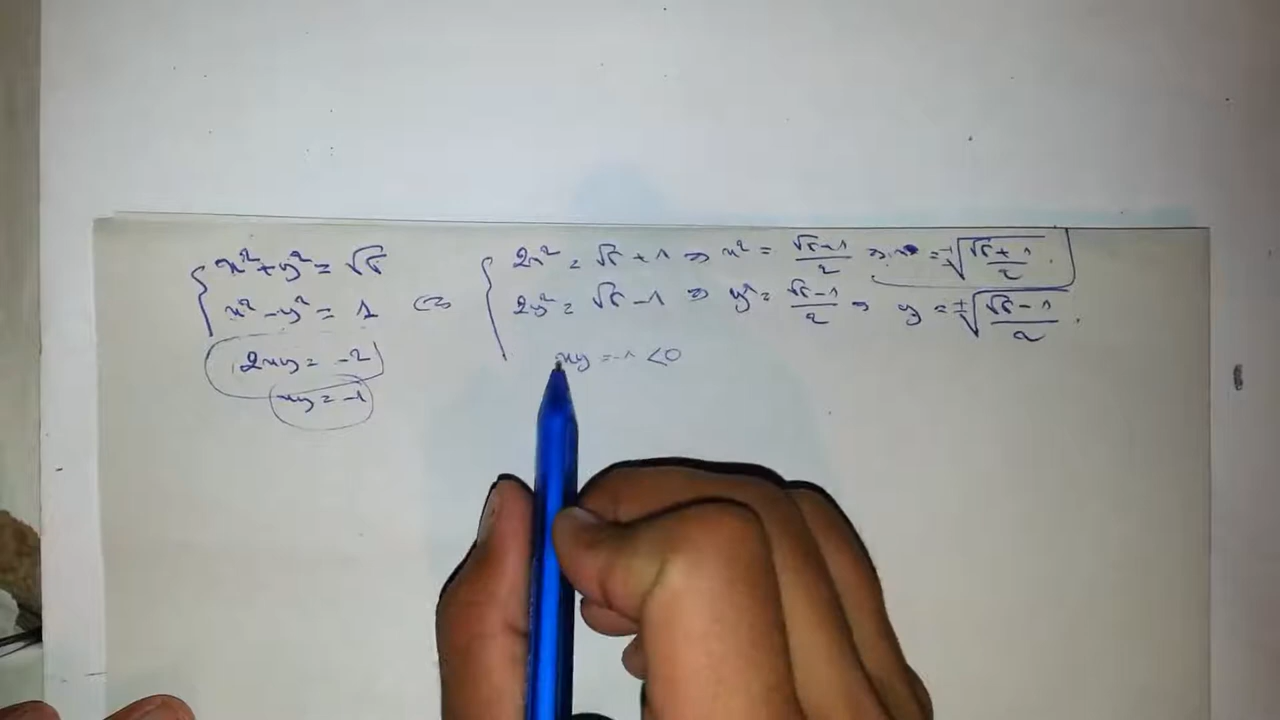 x² + y² = √5
x² - y² = 1
2xy = -2
xy = -1
⇔
2x² = √5 + 1 ⇒ x² = √5+1/2 ⇒ x = ±√(√5+1/2)
2y² = √5 - 1 ⇒ y² = √5-1/2 ⇒ y = ±√(√5-1/2).
xy = -1 < 0